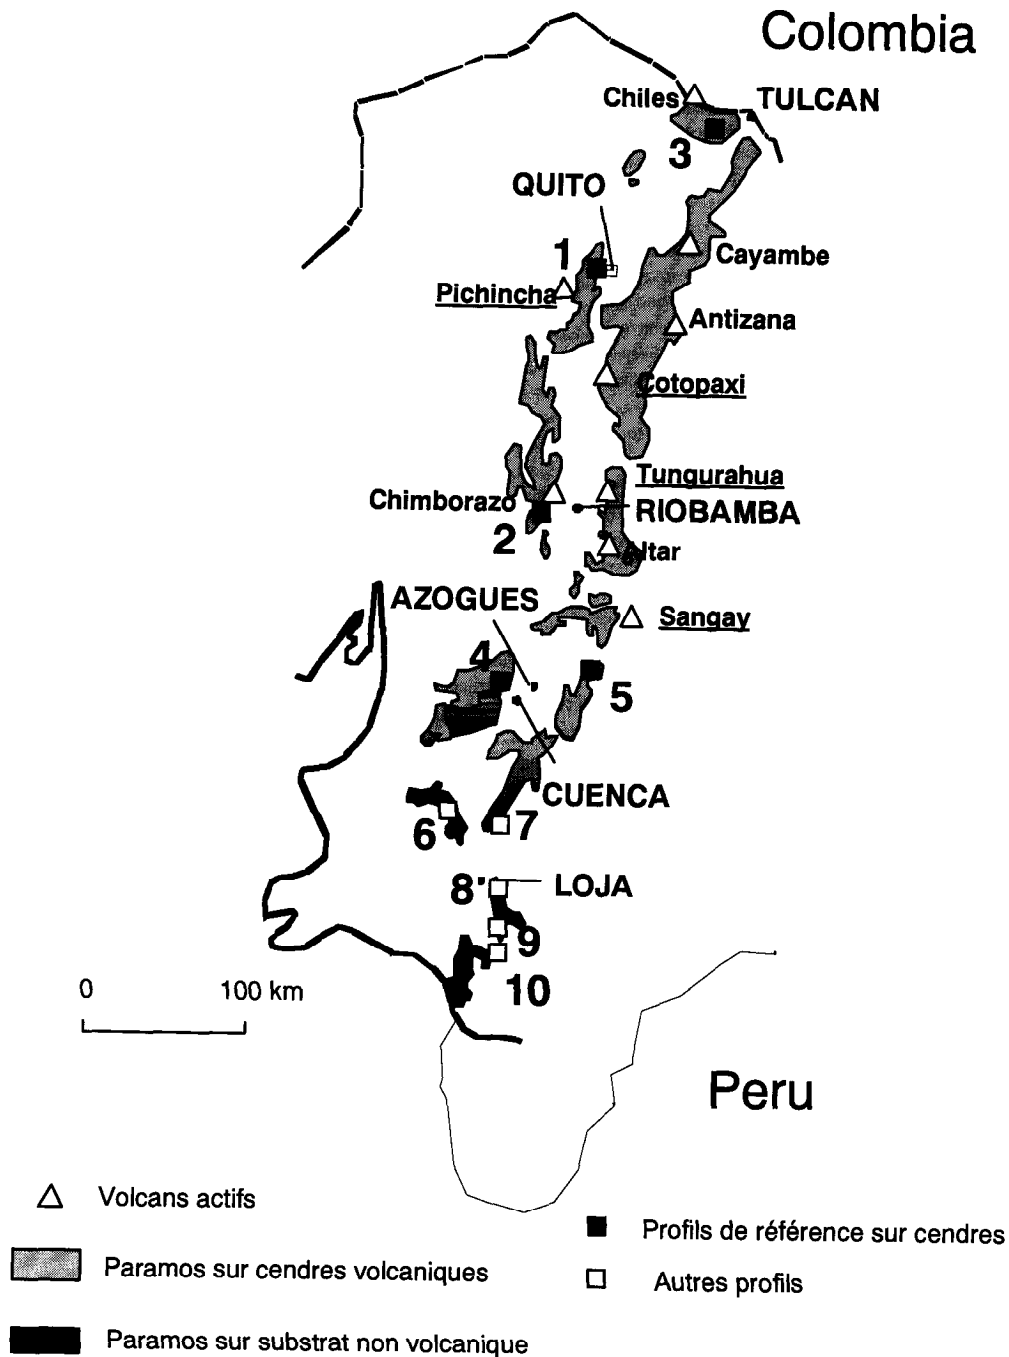 Colombia
Chiles
TULCAN
3
QUITO
1
Cayambe
Pichincha
Antizana
Cotopaxi
Tungurahua
Chimborazo
RIOBAMBA
2
Altar
AZOGUES
Sangay
4
5
CUENCA
6
7
8
LOJA
9
10
0 100 km
Peru
Volcans actifs
Profils de référence sur cendres
Paramos sur cendres volcaniques
Autres profils
Paramos sur substrat non volcanique